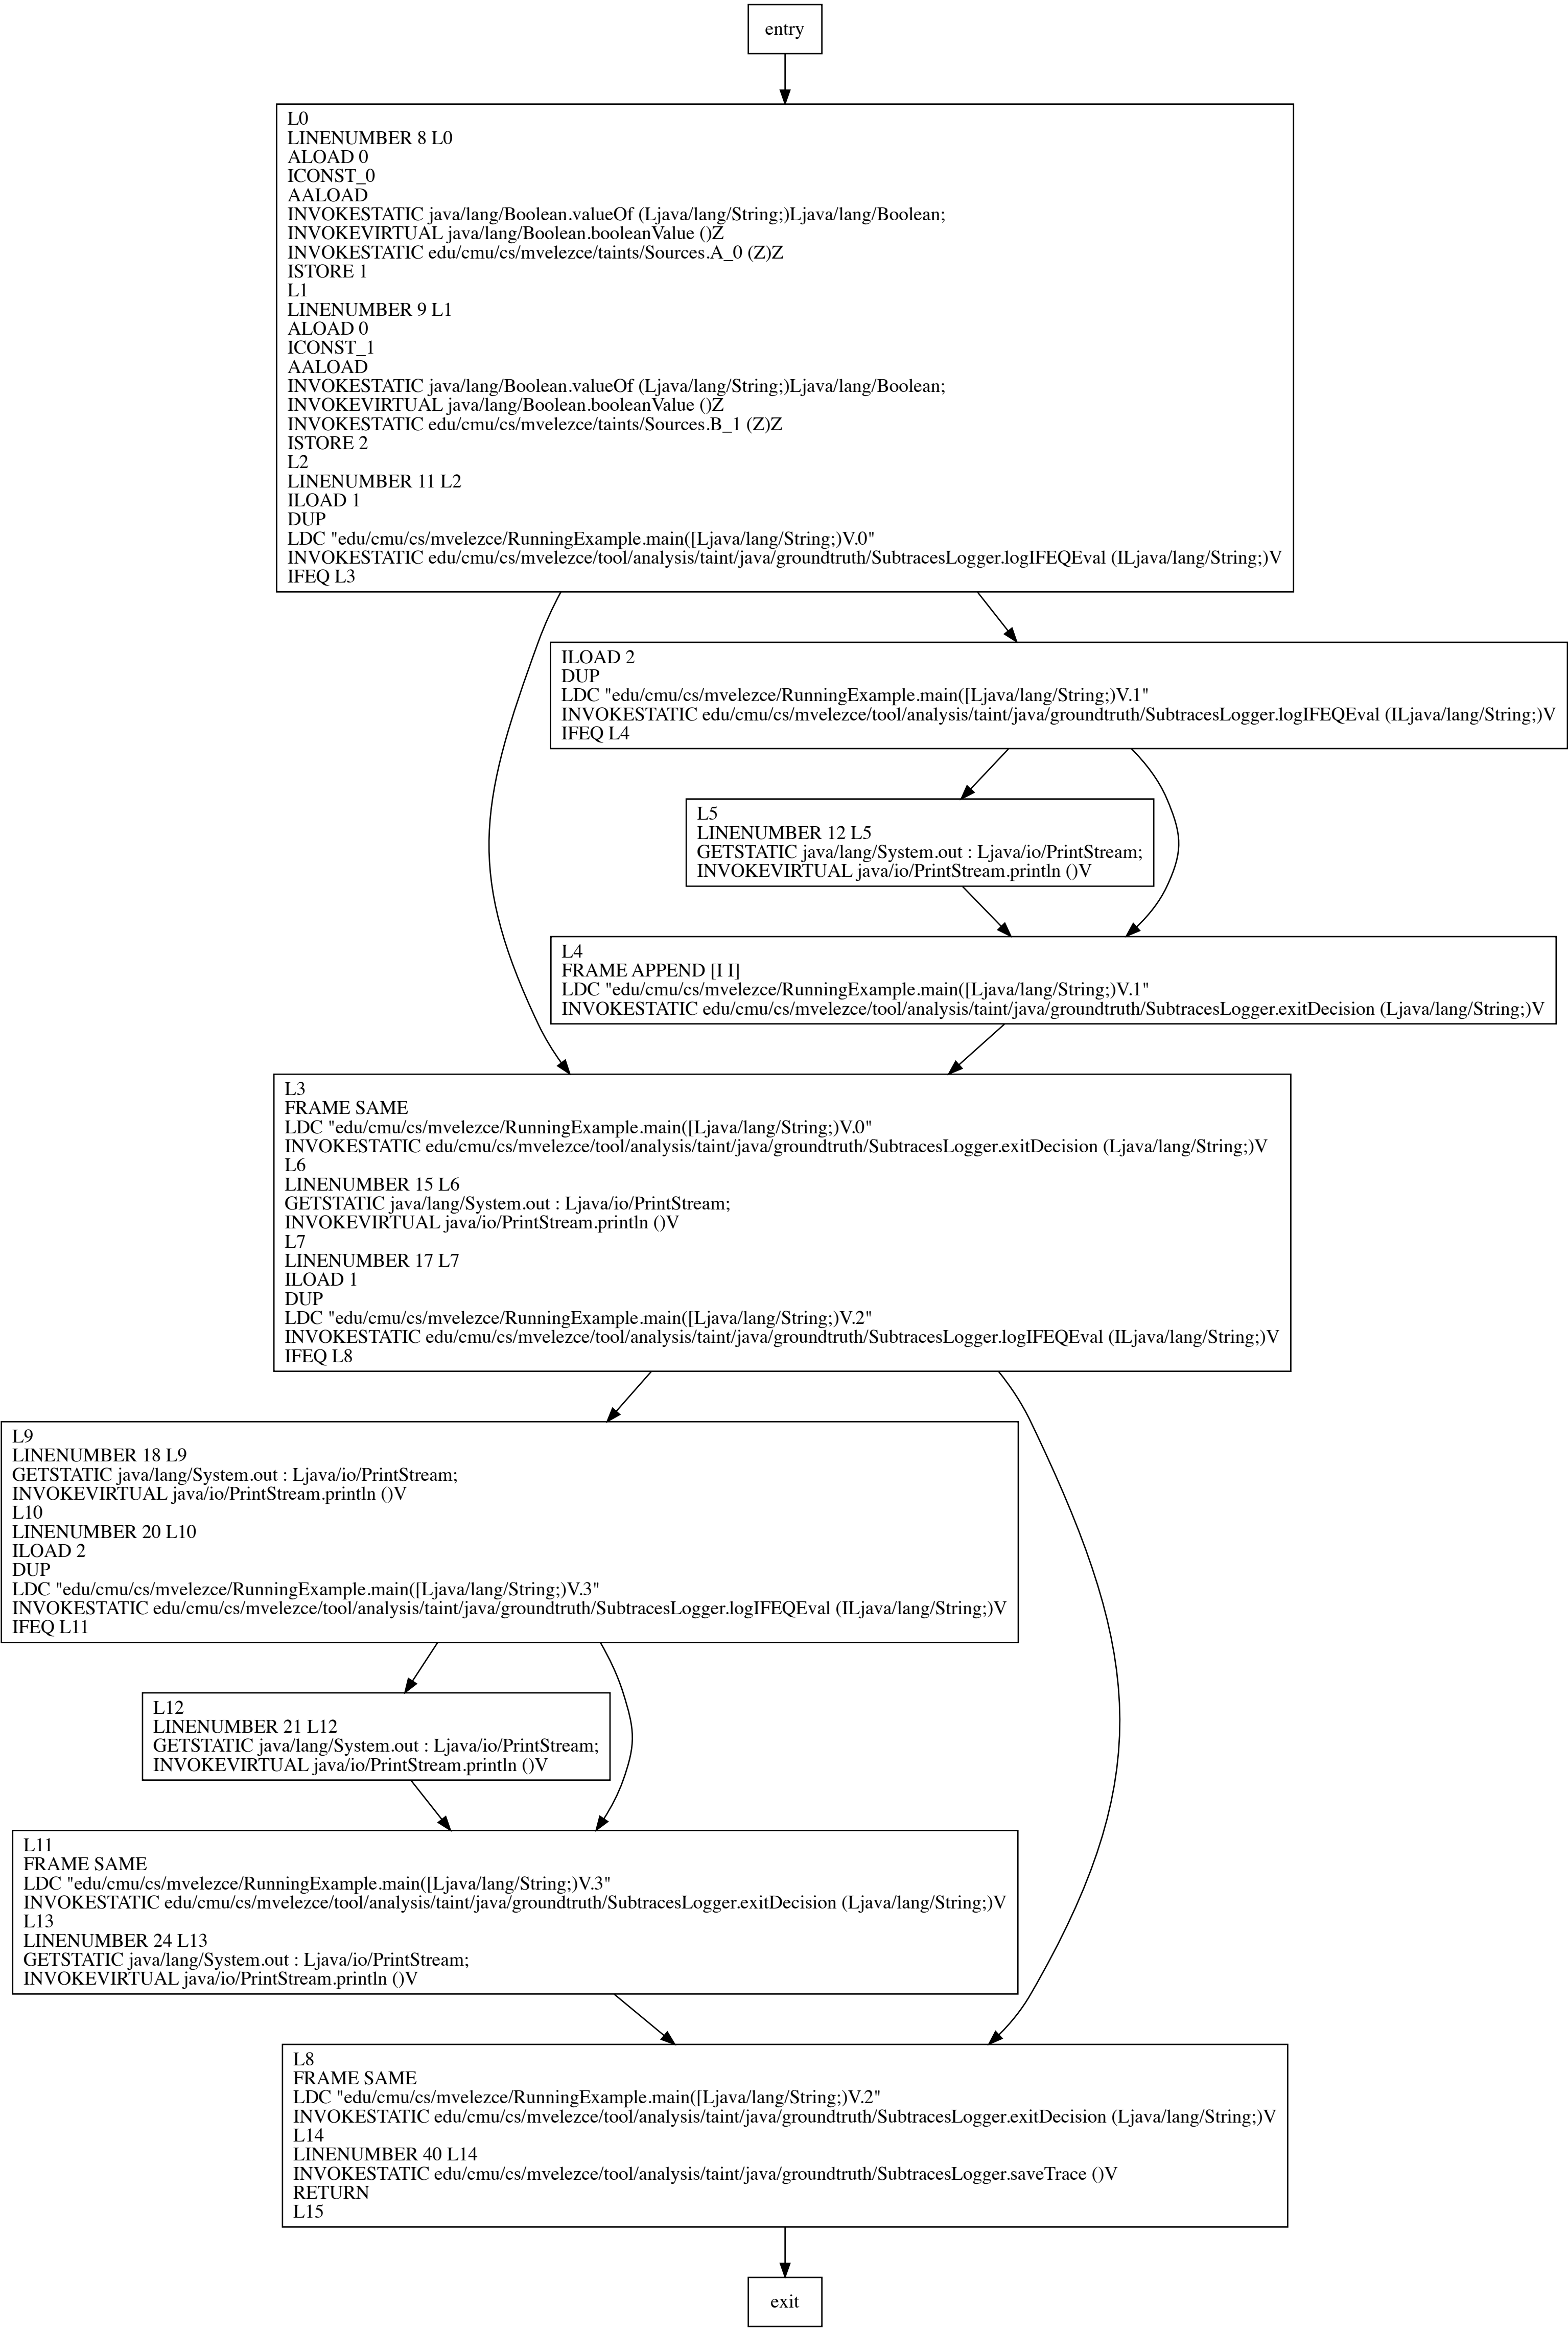 entry
L0
LINENUMBER 8 L0
ALOAD 0
ICONST_0
AALOAD
INVOKESTATIC java/lang/Boolean.valueOf (Ljava/lang/String;)Ljava/lang/Boolean;
INVOKEVIRTUAL java/lang/Boolean.booleanValue ()Z
INVOKESTATIC edu/cmu/cs/mvelezce/taints/Sources.A_0 (Z)Z
ISTORE 1
L1
LINENUMBER 9 L1
ALOAD 0
ICONST_1
AALOAD
INVOKESTATIC java/lang/Boolean.valueOf (Ljava/lang/String;)Ljava/lang/Boolean;
INVOKEVIRTUAL java/lang/Boolean.booleanValue ()Z
INVOKESTATIC edu/cmu/cs/mvelezce/taints/Sources.B_1 (Z)Z
ISTORE 2
L2
LINENUMBER 11 L2
ILOAD 1
DUP
LDC "edu/cmu/cs/mvelezce/RunningExample.main([Ljava/lang/String;)V.0"
INVOKESTATIC edu/cmu/cs/mvelezce/tool/analysis/taint/java/groundtruth/SubtracesLogger.logIFEQEval (ILjava/lang/String;)V
IFEQ L3
ILOAD 2
DUP
LDC "edu/cmu/cs/mvelezce/RunningExample.main([Ljava/lang/String;)V.1"
INVOKESTATIC edu/cmu/cs/mvelezce/tool/analysis/taint/java/groundtruth/SubtracesLogger.logIFEQEval (ILjava/lang/String;)V
IFEQ L4
L5
LINENUMBER 12 L5
GETSTATIC java/lang/System.out : Ljava/io/PrintStream;
INVOKEVIRTUAL java/io/PrintStream.println ()V
L4
FRAME APPEND [I I]
LDC "edu/cmu/cs/mvelezce/RunningExample.main([Ljava/lang/String;)V.1"
INVOKESTATIC edu/cmu/cs/mvelezce/tool/analysis/taint/java/groundtruth/SubtracesLogger.exitDecision (Ljava/lang/String;)V
L3
FRAME SAME
LDC "edu/cmu/cs/mvelezce/RunningExample.main([Ljava/lang/String;)V.0"
INVOKESTATIC edu/cmu/cs/mvelezce/tool/analysis/taint/java/groundtruth/SubtracesLogger.exitDecision (Ljava/lang/String;)V
L6
LINENUMBER 15 L6
GETSTATIC java/lang/System.out : Ljava/io/PrintStream;
INVOKEVIRTUAL java/io/PrintStream.println ()V
L7
LINENUMBER 17 L7
ILOAD 1
DUP
LDC "edu/cmu/cs/mvelezce/RunningExample.main([Ljava/lang/String;)V.2"
INVOKESTATIC edu/cmu/cs/mvelezce/tool/analysis/taint/java/groundtruth/SubtracesLogger.logIFEQEval (ILjava/lang/String;)V
IFEQ L8
L9
LINENUMBER 18 L9
GETSTATIC java/lang/System.out : Ljava/io/PrintStream;
INVOKEVIRTUAL java/io/PrintStream.println ()V
L10
LINENUMBER 20 L10
ILOAD 2
DUP
LDC "edu/cmu/cs/mvelezce/RunningExample.main([Ljava/lang/String;)V.3"
INVOKESTATIC edu/cmu/cs/mvelezce/tool/analysis/taint/java/groundtruth/SubtracesLogger.logIFEQEval (ILjava/lang/String;)V
IFEQ L11
L12
LINENUMBER 21 L12
GETSTATIC java/lang/System.out : Ljava/io/PrintStream;
INVOKEVIRTUAL java/io/PrintStream.println ()V
L11
FRAME SAME
LDC "edu/cmu/cs/mvelezce/RunningExample.main([Ljava/lang/String;)V.3"
INVOKESTATIC edu/cmu/cs/mvelezce/tool/analysis/taint/java/groundtruth/SubtracesLogger.exitDecision (Ljava/lang/String;)V
L13
LINENUMBER 24 L13
GETSTATIC java/lang/System.out : Ljava/io/PrintStream;
INVOKEVIRTUAL java/io/PrintStream.println ()V
L8
FRAME SAME
LDC "edu/cmu/cs/mvelezce/RunningExample.main([Ljava/lang/String;)V.2"
INVOKESTATIC edu/cmu/cs/mvelezce/tool/analysis/taint/java/groundtruth/SubtracesLogger.exitDecision (Ljava/lang/String;)V
L14
LINENUMBER 40 L14
INVOKESTATIC edu/cmu/cs/mvelezce/tool/analysis/taint/java/groundtruth/SubtracesLogger.saveTrace ()V
RETURN
L15
exit